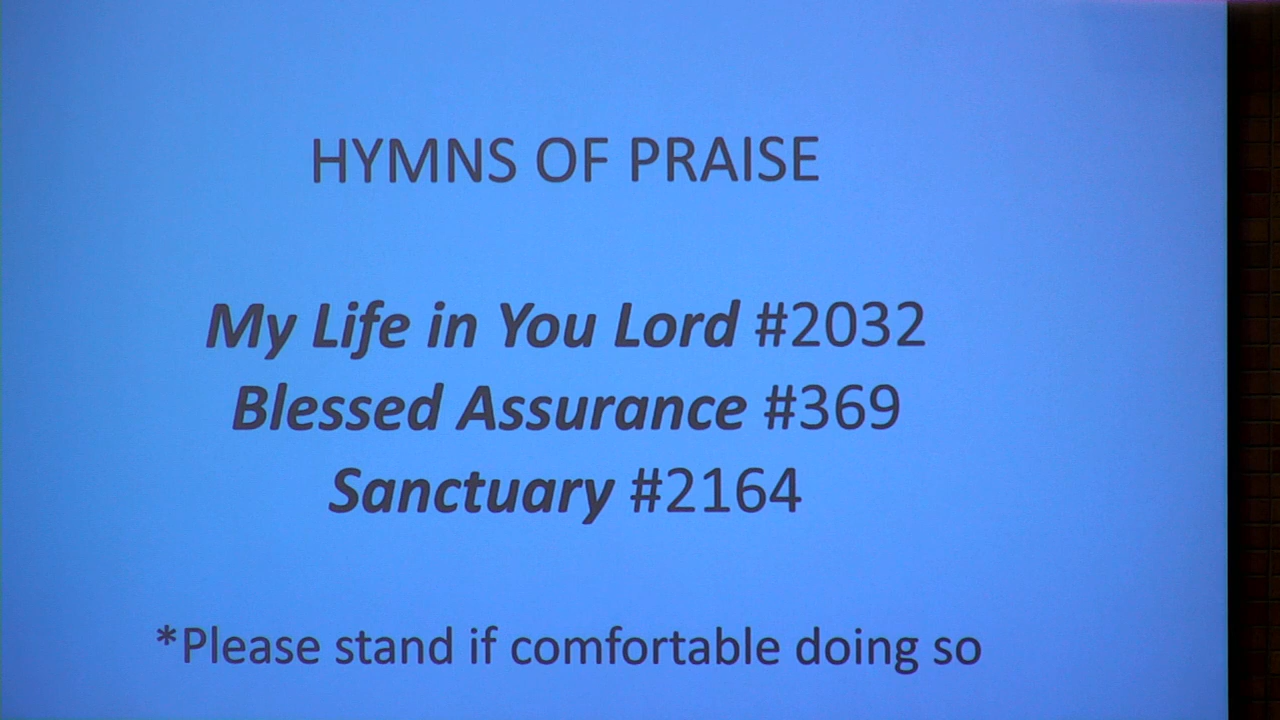 HYMNS OF PRAISE
My Life in You Lord #2032
Blessed Assurance #369
Sanctuary #2164
*Please stand if comfortable doing so